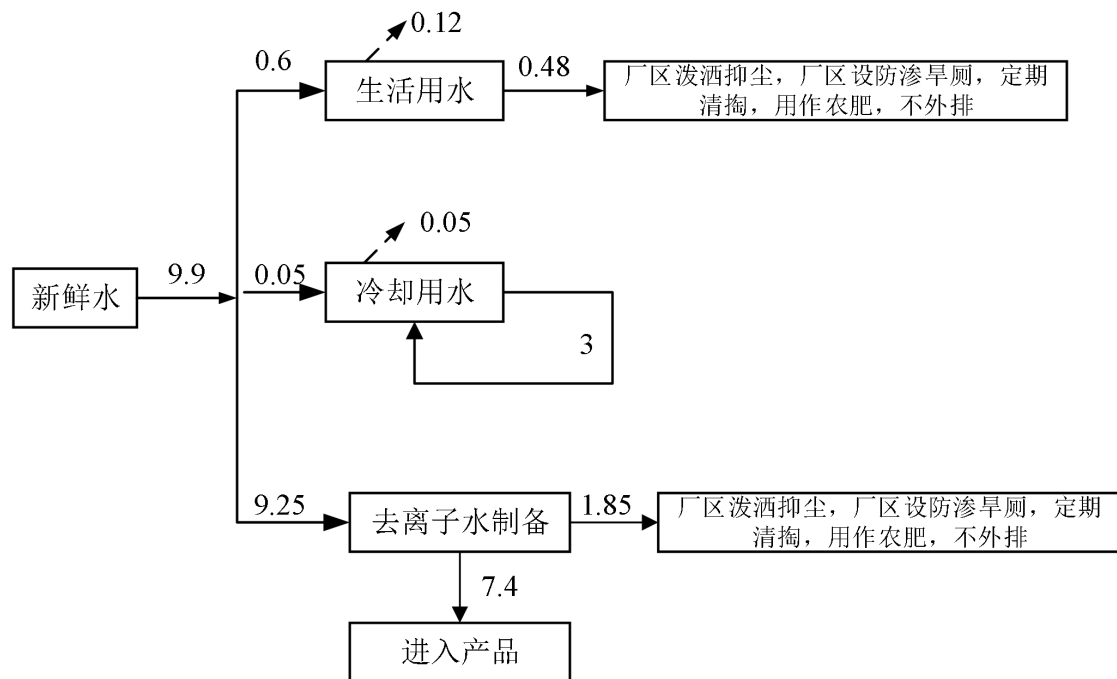 0.12
0.6
生活用水
0.48
厂区泼洒抑尘，厂区设防渗旱厕，定期
清掏，用作农肥，不外排
0.05
新鲜水
9.9
0.05
冷却用水
3
9.25
去离子水制备
1.85
厂区泼洒抑尘，厂区设防渗旱厕，定期
清掏，用作农肥，不外排
7.4
进入产品